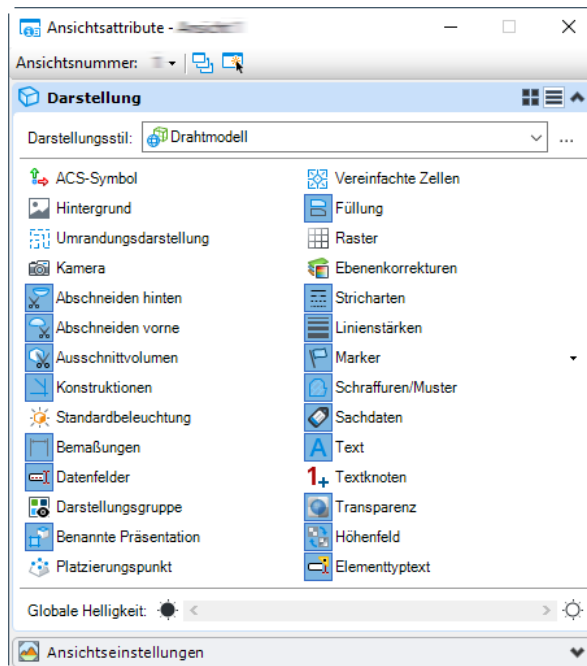 Ansichtsattribute -
Ansichtsnummer:
Darstellung
Darstellungsstil: Drahtmodell ...
ACS-Symbol
Hintergrund
Umrandungsdarstellung
Kamera
Abschneiden hinten
Abschneiden vorne
Ausschnittvolumen
Konstruktionen
Standardbeleuchtung
Bemaßungen
Datenfelder
Darstellungsgruppe
Benannte Präsentation
Platzierungspunkt
Vereinfachte Zellen
Füllung
Raster
Ebenenkorrekturen
Stricharten
Linienstärken
Marker
Schraffuren/Muster
Sachdaten
Text
Textknoten
Transparenz
Höhenfeld
Elementtyptext
Globale Helligkeit:
Ansichtseinstellungen